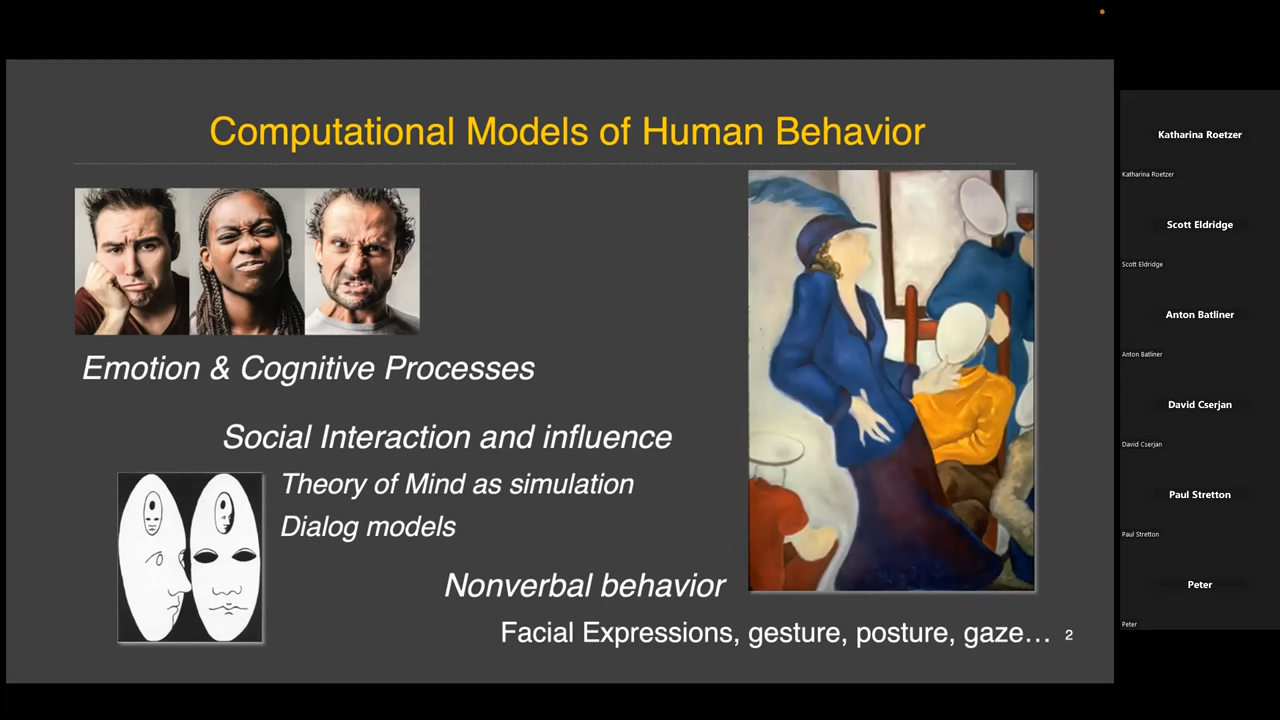 Computational Models of Human Behavior
Emotion & Cognitive Processes
Social Interaction and influence
Theory of Mind as simulation
Dialog models
Nonverbal behavior
Facial Expressions, gesture, posture, gaze… 2
Katharina Roetzer
Katharina Roetzer
Scott Eldridge
Scott Eldridge
Anton Batliner
Anton Batliner
David Cserjan
David Cserjan
Paul Stretton
Paul Stretton
Peter
Peter